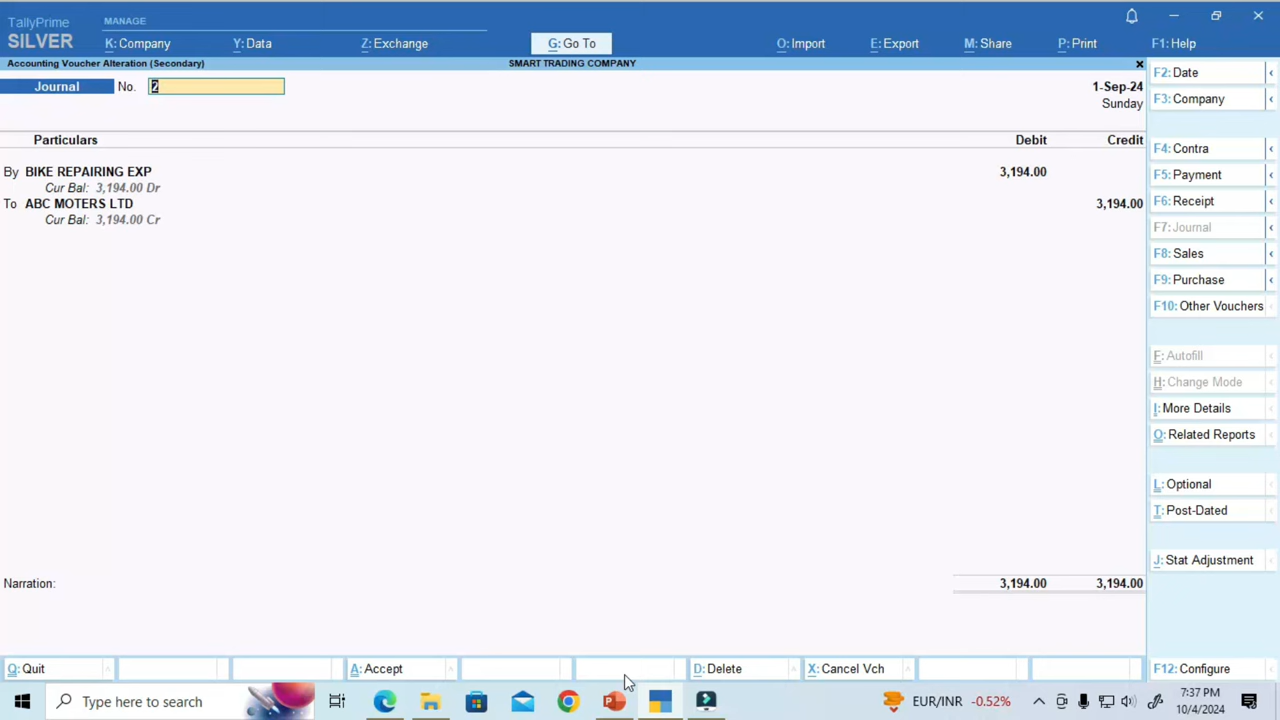 TallyPrime
SILVER
MANAGE
K: Company
Y: Data
Z: Exchange
G: Go To
O: Import
E: Export
M: Share
P: Print
F1: Help
Accounting Voucher Alteration (Secondary)
SMART TRADING COMPANY
Journal No. 2
1-Sep-24
Sunday
Particulars Debit Credit
By BIKE REPAIRING EXP 3,194.00
Cur Bal: 3,194.00 Dr
To ABC MOTERS LTD 3,194.00
Cur Bal: 3,194.00 Cr
Narration: 3,194.00 3,194.00
F2: Date
F3: Company
F4: Contra
F5: Payment
F6: Receipt
F7: Journal
F8: Sales
F9: Purchase
F10: Other Vouchers
F: Autofill
H: Change Mode
I: More Details
O: Related Reports
L: Optional
T: Post-Dated
J: Stat Adjustment
Q: Quit
A: Accept
D: Delete
X: Cancel Vch
F12: Configure
Type here to search
EUR/INR -0.52%
7:37 PM
10/4/2024